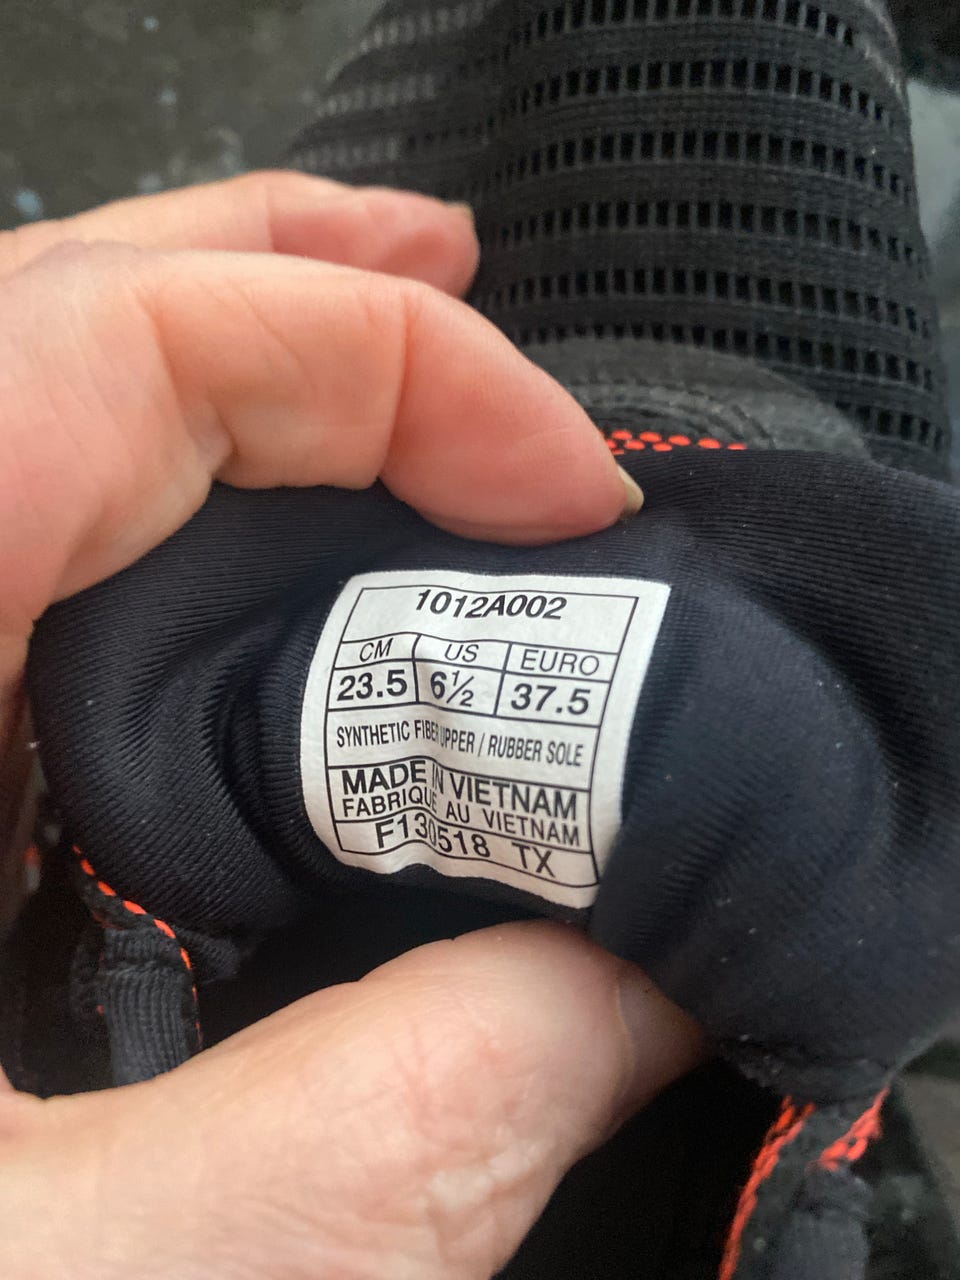 1012A002
CM US EURO
23.5 6½ 37.5
SYNTHETIC FIBER UPPER / RUBBER SOLE
MADE IN VIETNAM
FABRIQUE AU VIETNAM
F130518 TX